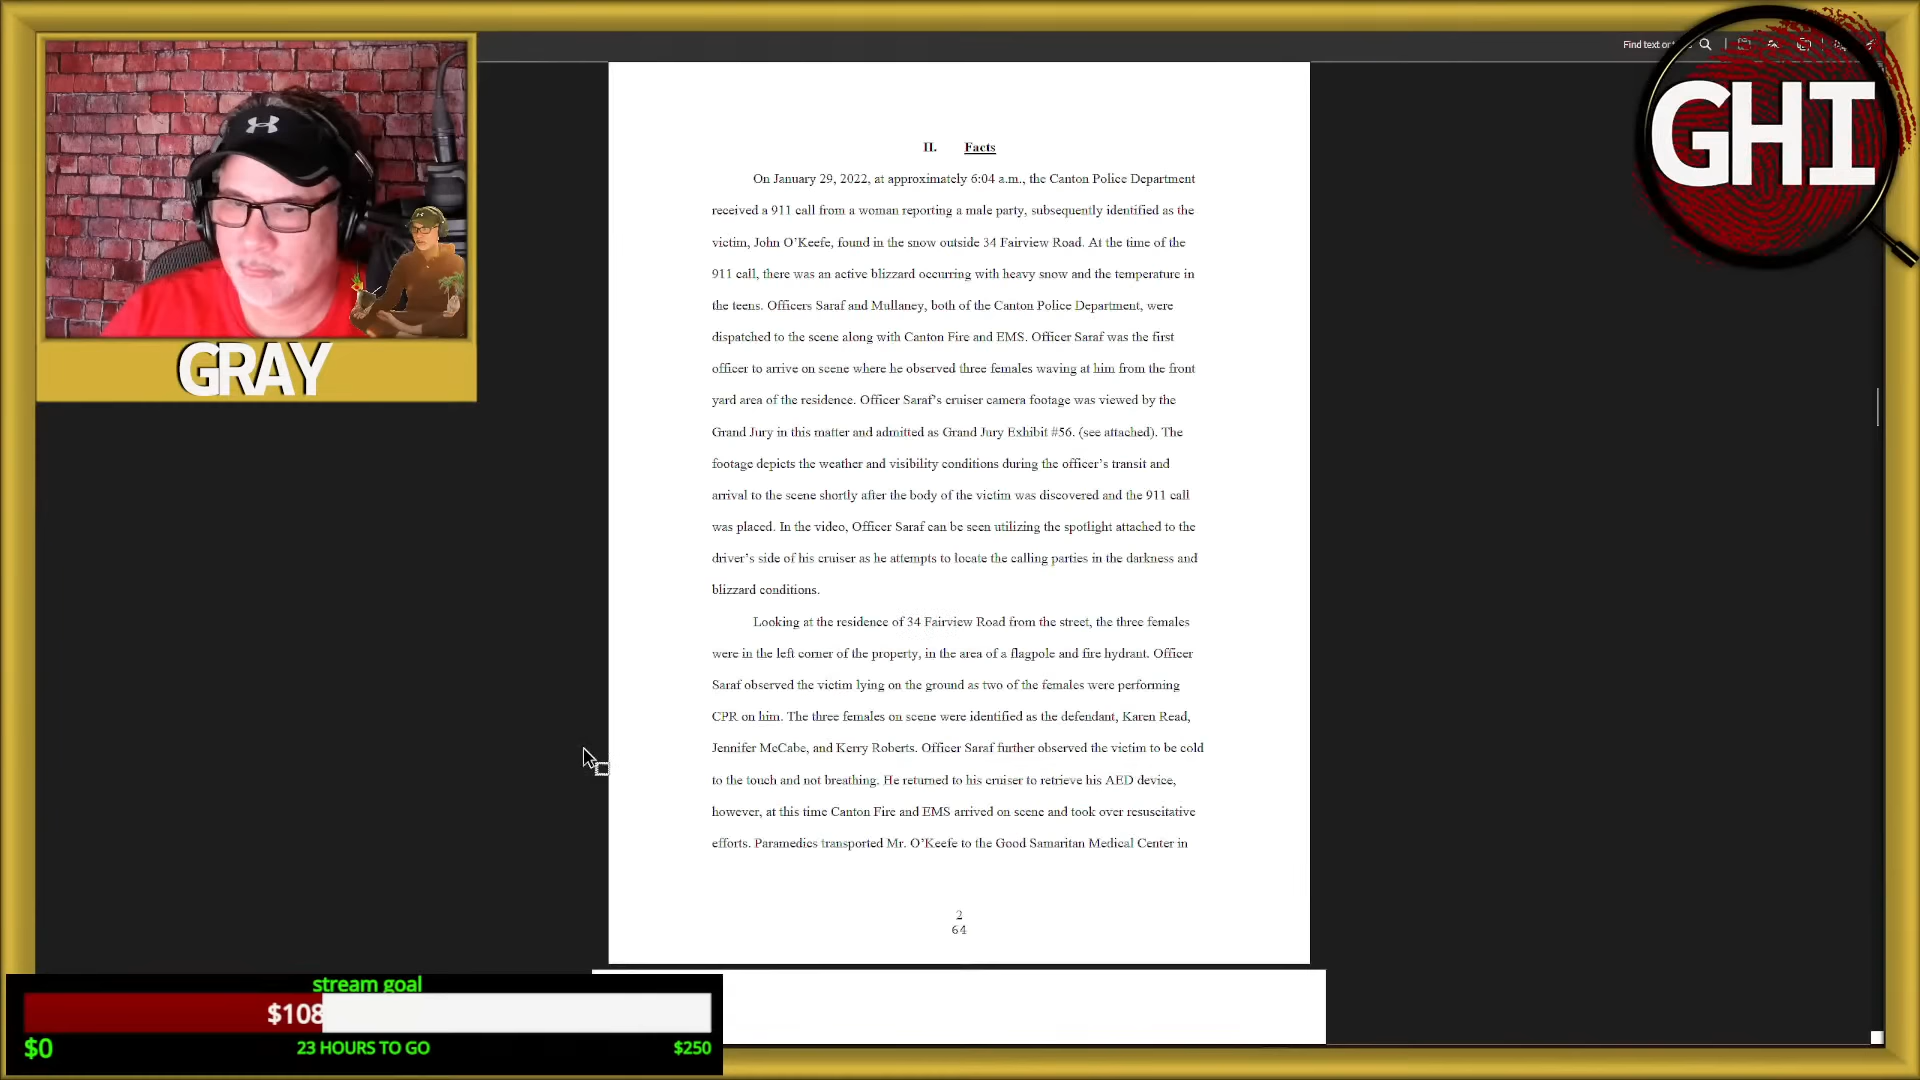 Find text or
GHI
GRAY
II. Facts
On January 29, 2022, at approximately 6:04 a.m., the Canton Police Department
received a 911 call from a woman reporting a male party, subsequently identified as the
victim, John O’Keefe, found in the snow outside 34 Fairview Road. At the time of the
911 call, there was an active blizzard occurring with heavy snow and the temperature in
the teens. Officers Saraf and Mullaney, both of the Canton Police Department, were
dispatched to the scene along with Canton Fire and EMS. Officer Saraf was the first
officer to arrive on scene where he observed three females waving at him from the front
yard area of the residence. Officer Saraf’s cruiser camera footage was viewed by the
Grand Jury in this matter and admitted as Grand Jury Exhibit #56. (see attached). The
footage depicts the weather and visibility conditions during the officer’s transit and
arrival to the scene shortly after the body of the victim was discovered and the 911 call
was placed. In the video, Officer Saraf can be seen utilizing the spotlight attached to the
driver’s side of his cruiser as he attempts to locate the calling parties in the darkness and
blizzard conditions.
Looking at the residence of 34 Fairview Road from the street, the three females
were in the left corner of the property, in the area of a flagpole and fire hydrant. Officer
Saraf observed the victim lying on the ground as two of the females were performing
CPR on him. The three females on scene were identified as the defendant, Karen Read,
Jennifer McCabe, and Kerry Roberts. Officer Saraf further observed the victim to be cold
to the touch and not breathing. He returned to his cruiser to retrieve his AED device,
however, at this time Canton Fire and EMS arrived on scene and took over resuscitative
efforts. Paramedics transported Mr. O’Keefe to the Good Samaritan Medical Center in
2
64
stream goal
$108
$0
23 HOURS TO GO
$250